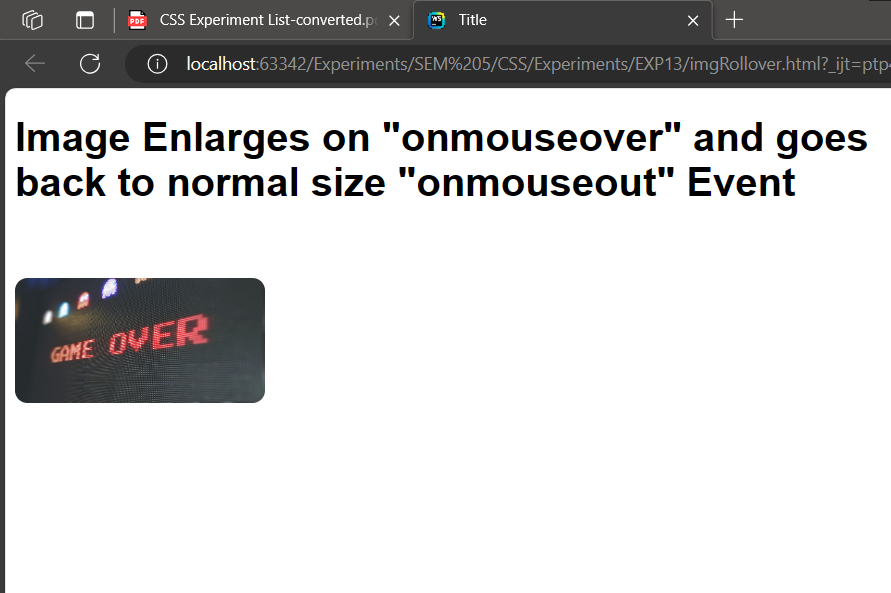 CSS Experiment List-converted.p
Title
localhost:63342/Experiments/SEM%205/CSS/Experiments/EXP13/imgRollover.html?_ijt=ptp
Image Enlarges on "onmouseover" and goes
back to normal size "onmouseout" Event
GAME OVER